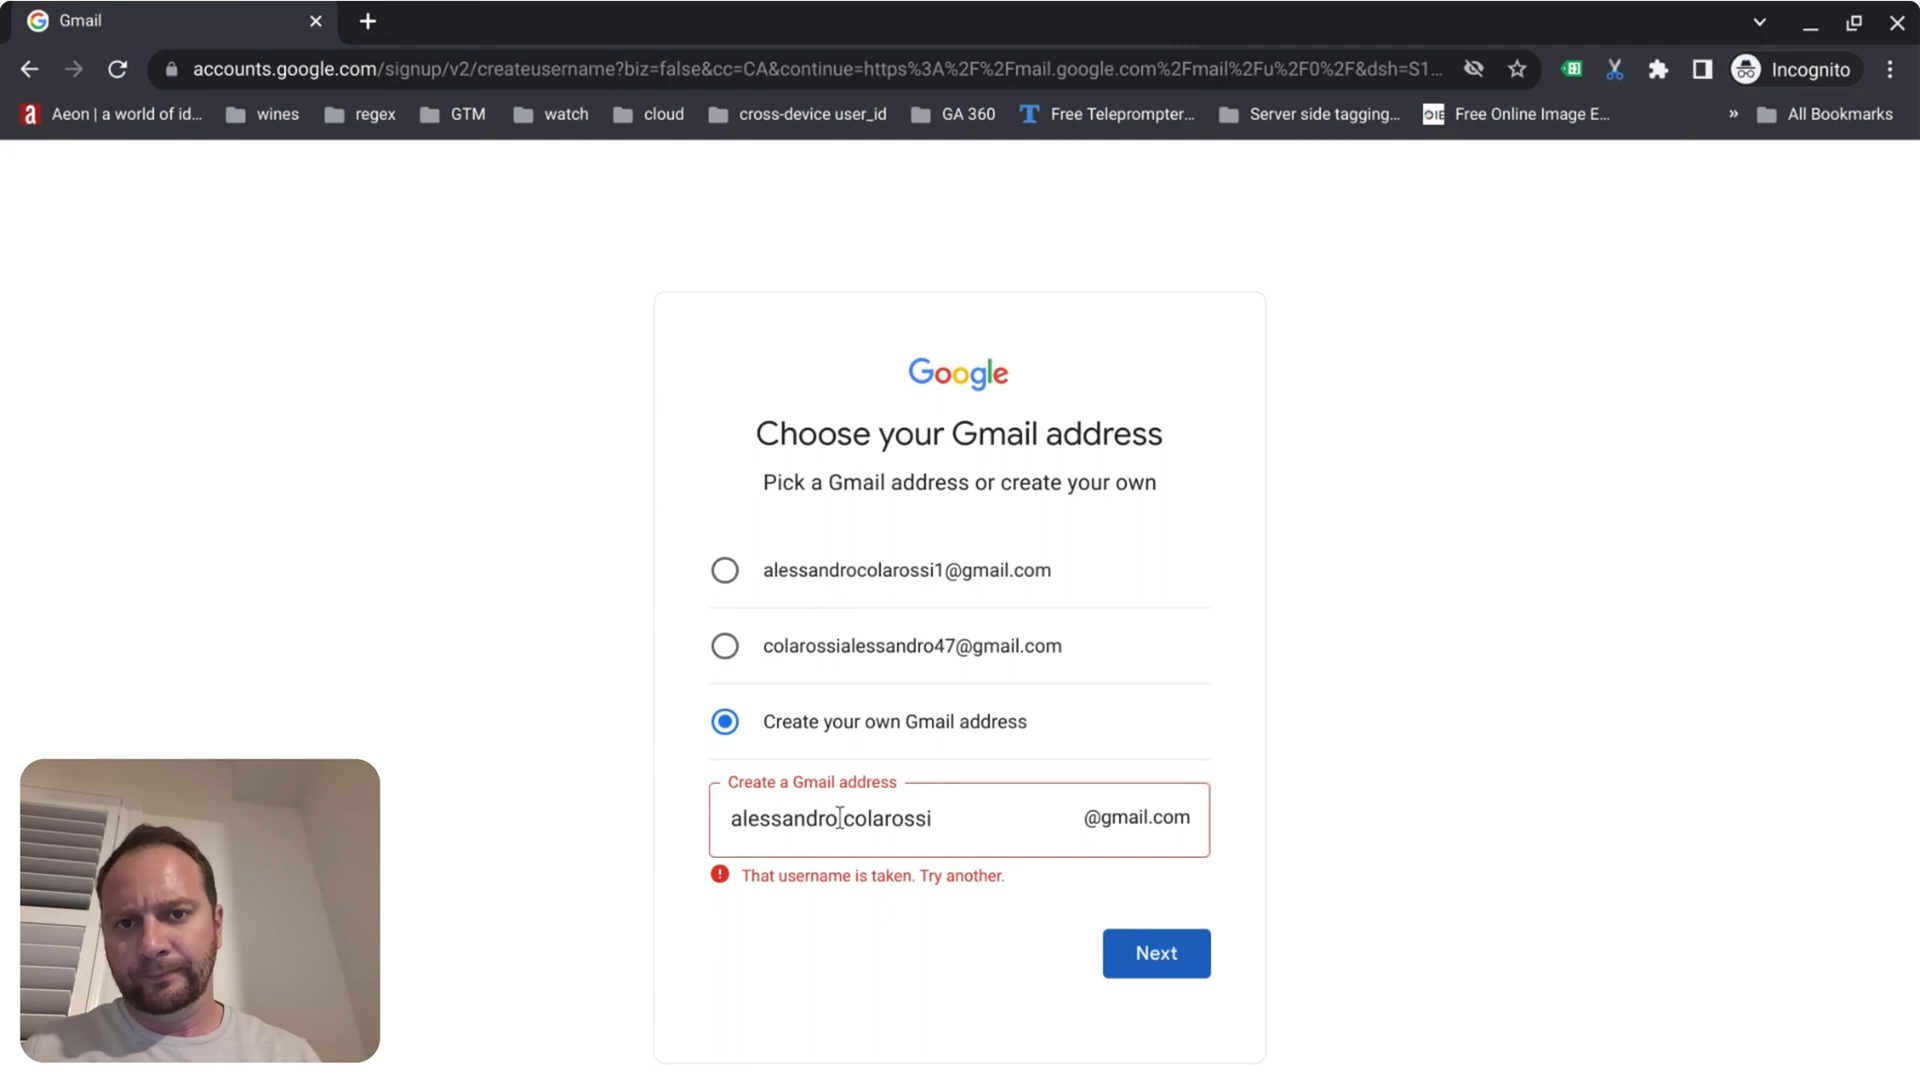 Gmail
accounts.google.com/signup/v2/createusername?biz=false&cc=CA&continue=https%3A%2F%2Fmail.google.com%2Fmail%2Fu%2F0%2F&dsh=S1...
Incognito
a Aeon | a world of id...
wines
regex
GTM
watch
cloud
cross-device user_id
GA 360
T Free Teleprompter...
Server side tagging...
OIE Free Online Image E...
» All Bookmarks
Google
Choose your Gmail address
Pick a Gmail address or create your own
alessandrocolarossi1@gmail.com
colarossialessandro47@gmail.com
Create your own Gmail address
Create a Gmail address
alessandrocolarossi @gmail.com
That username is taken. Try another.
Next